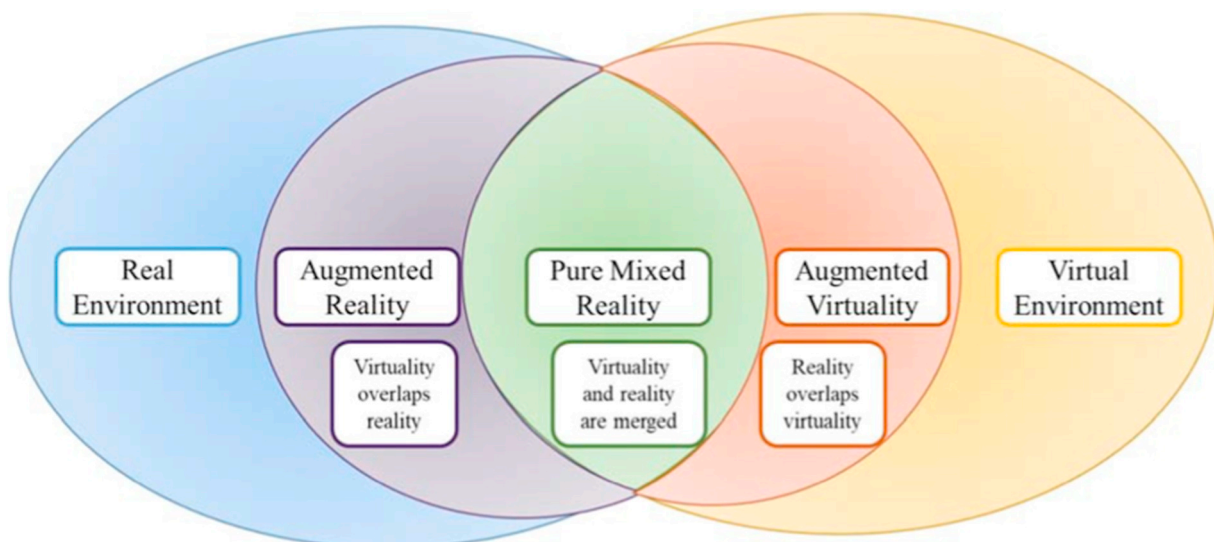 Real
Environment
Augmented
Reality
Pure Mixed
Reality
Augmented
Virtuality
Virtual
Environment
Virtuality
overlaps
reality
Virtuality
and reality
are merged
Reality
overlaps
virtuality